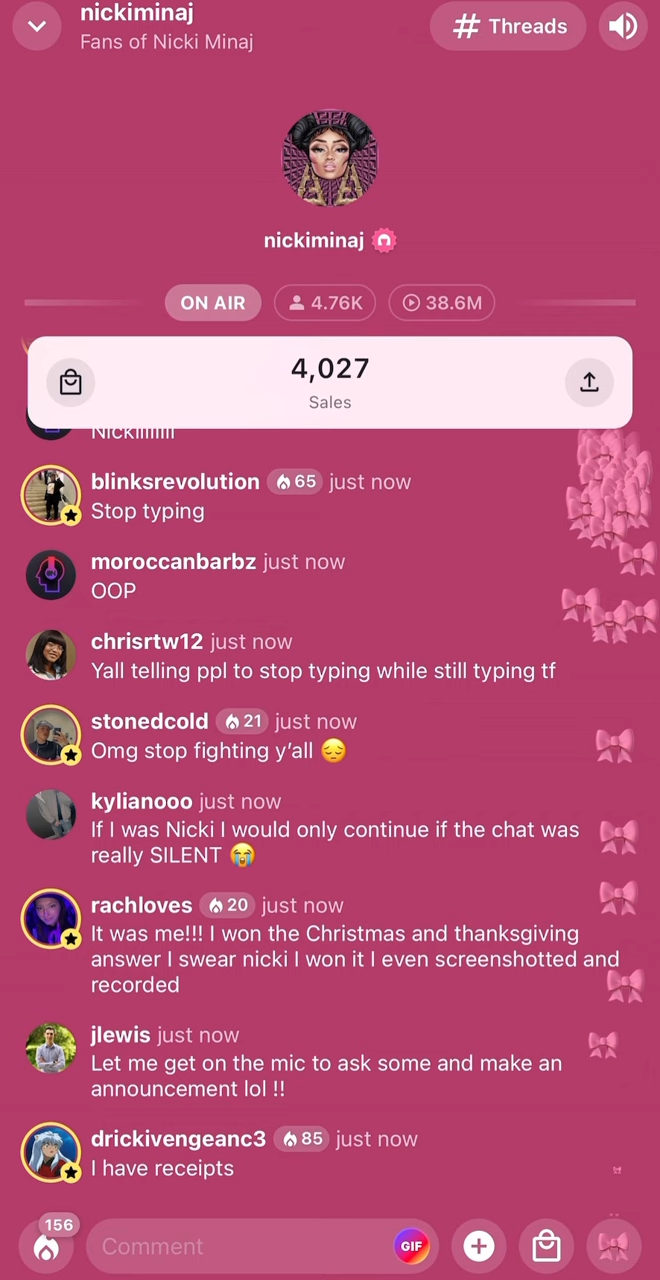 nickiminaj
Fans of Nicki Minaj
# Threads
nickiminaj
ON AIR
4.76K
38.6M
4,027
Sales
blinksrevolution 65 just now
Stop typing
moroccanbarbz just now
OOP
chrisrtw12 just now
Yall telling ppl to stop typing while still typing tf
stonedcold 21 just now
Omg stop fighting y’all 😔
kylianooo just now
If I was Nicki I would only continue if the chat was
really SILENT 😭
rachloves 20 just now
It was me!!! I won the Christmas and thanksgiving
answer I swear nicki I won it I even screenshotted and
recorded
jlewis just now
Let me get on the mic to ask some and make an
announcement lol !!
drickivengeanc3 85 just now
I have receipts
156
Comment
GIF